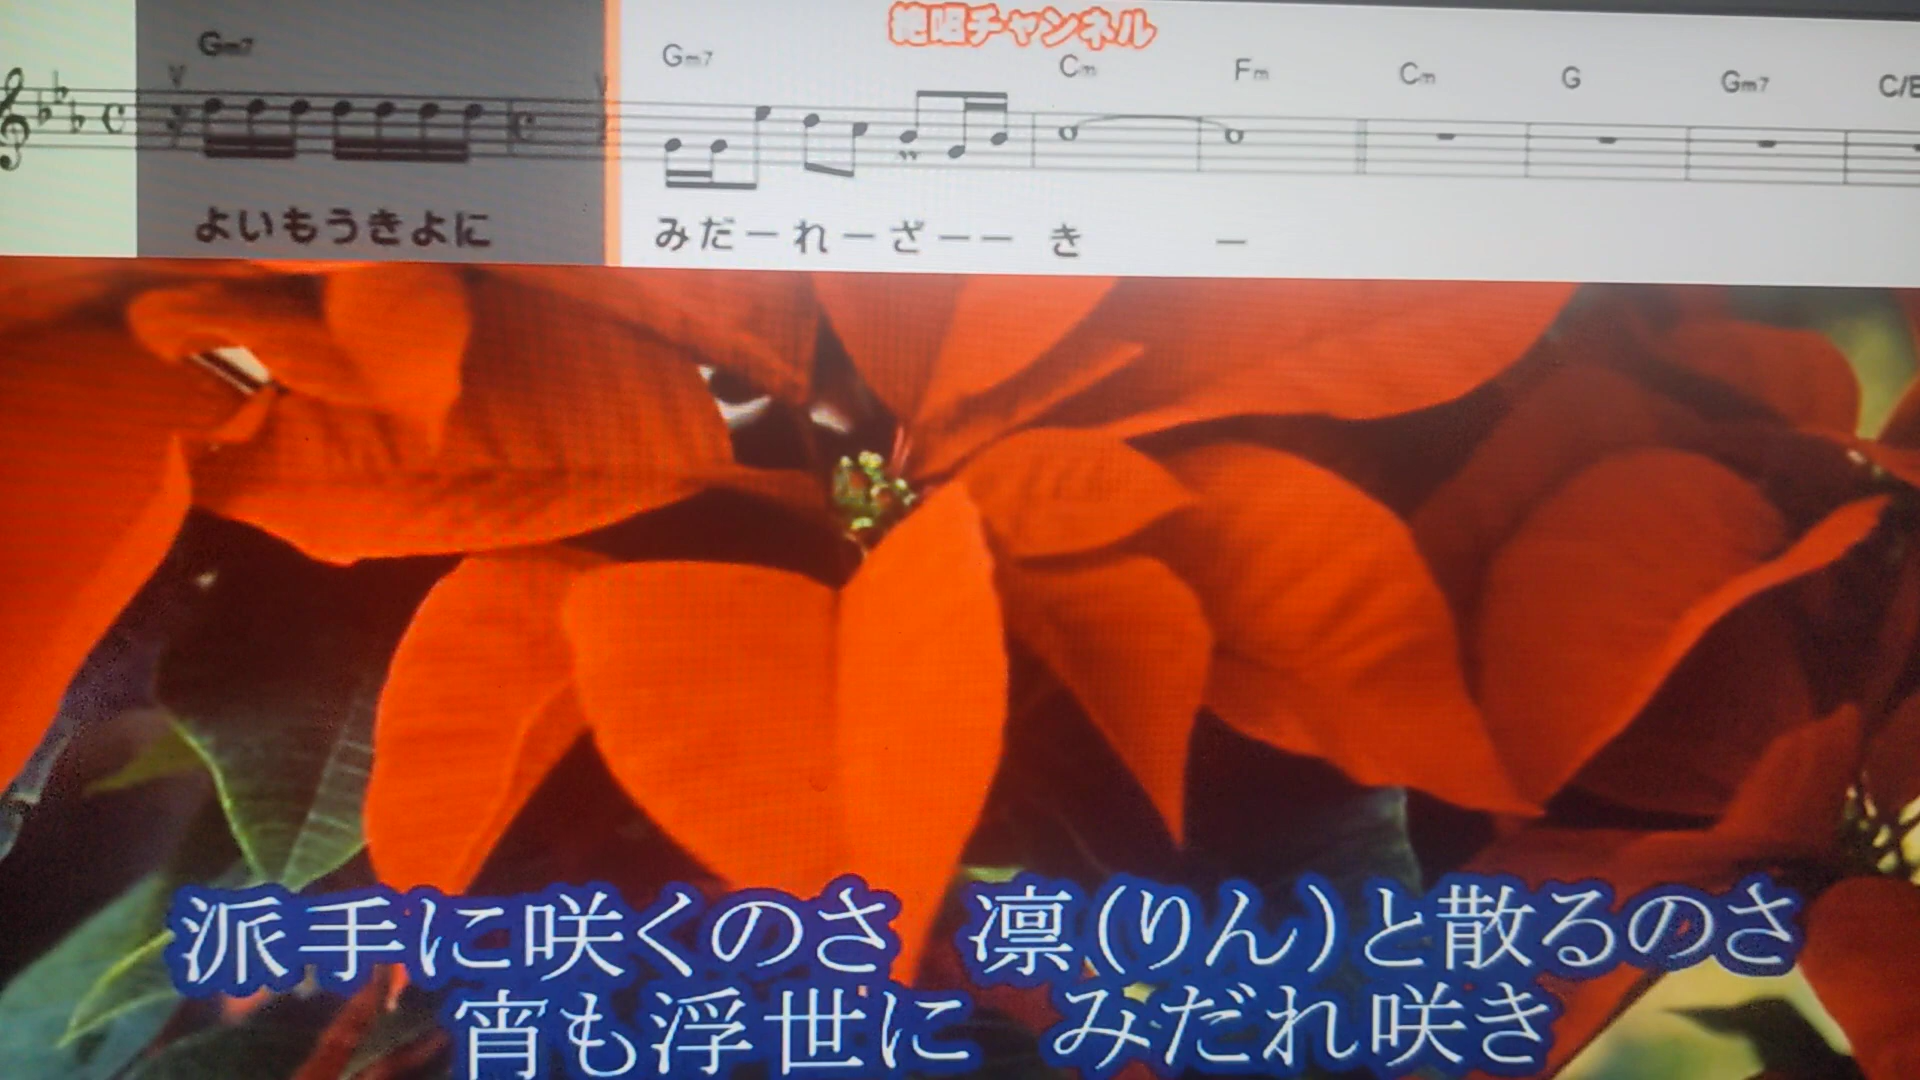 絶唱チャンネル
Gm7 Gm7 Cm Fm Cm G Gm7
よいもうきよに みだーれーざーー き ー
派手に咲くのさ 凛(りん)と散るのさ
宵も浮世に みだれ咲き